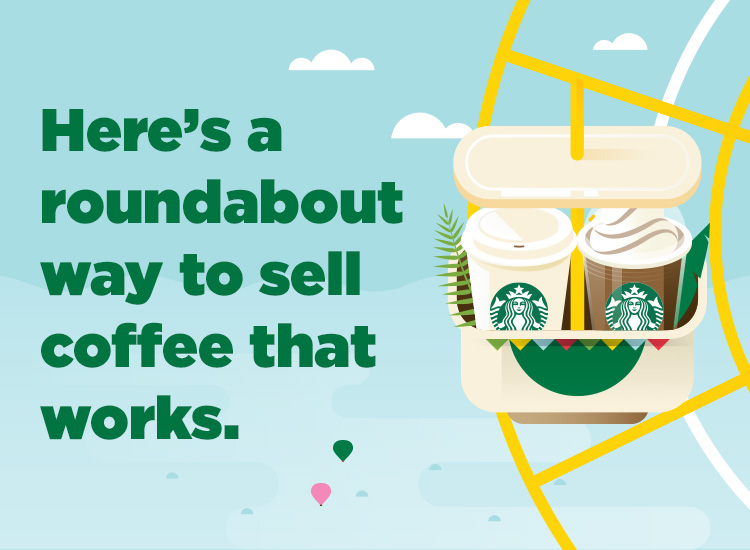 Here’s a
roundabout
way to sell
coffee that
works.